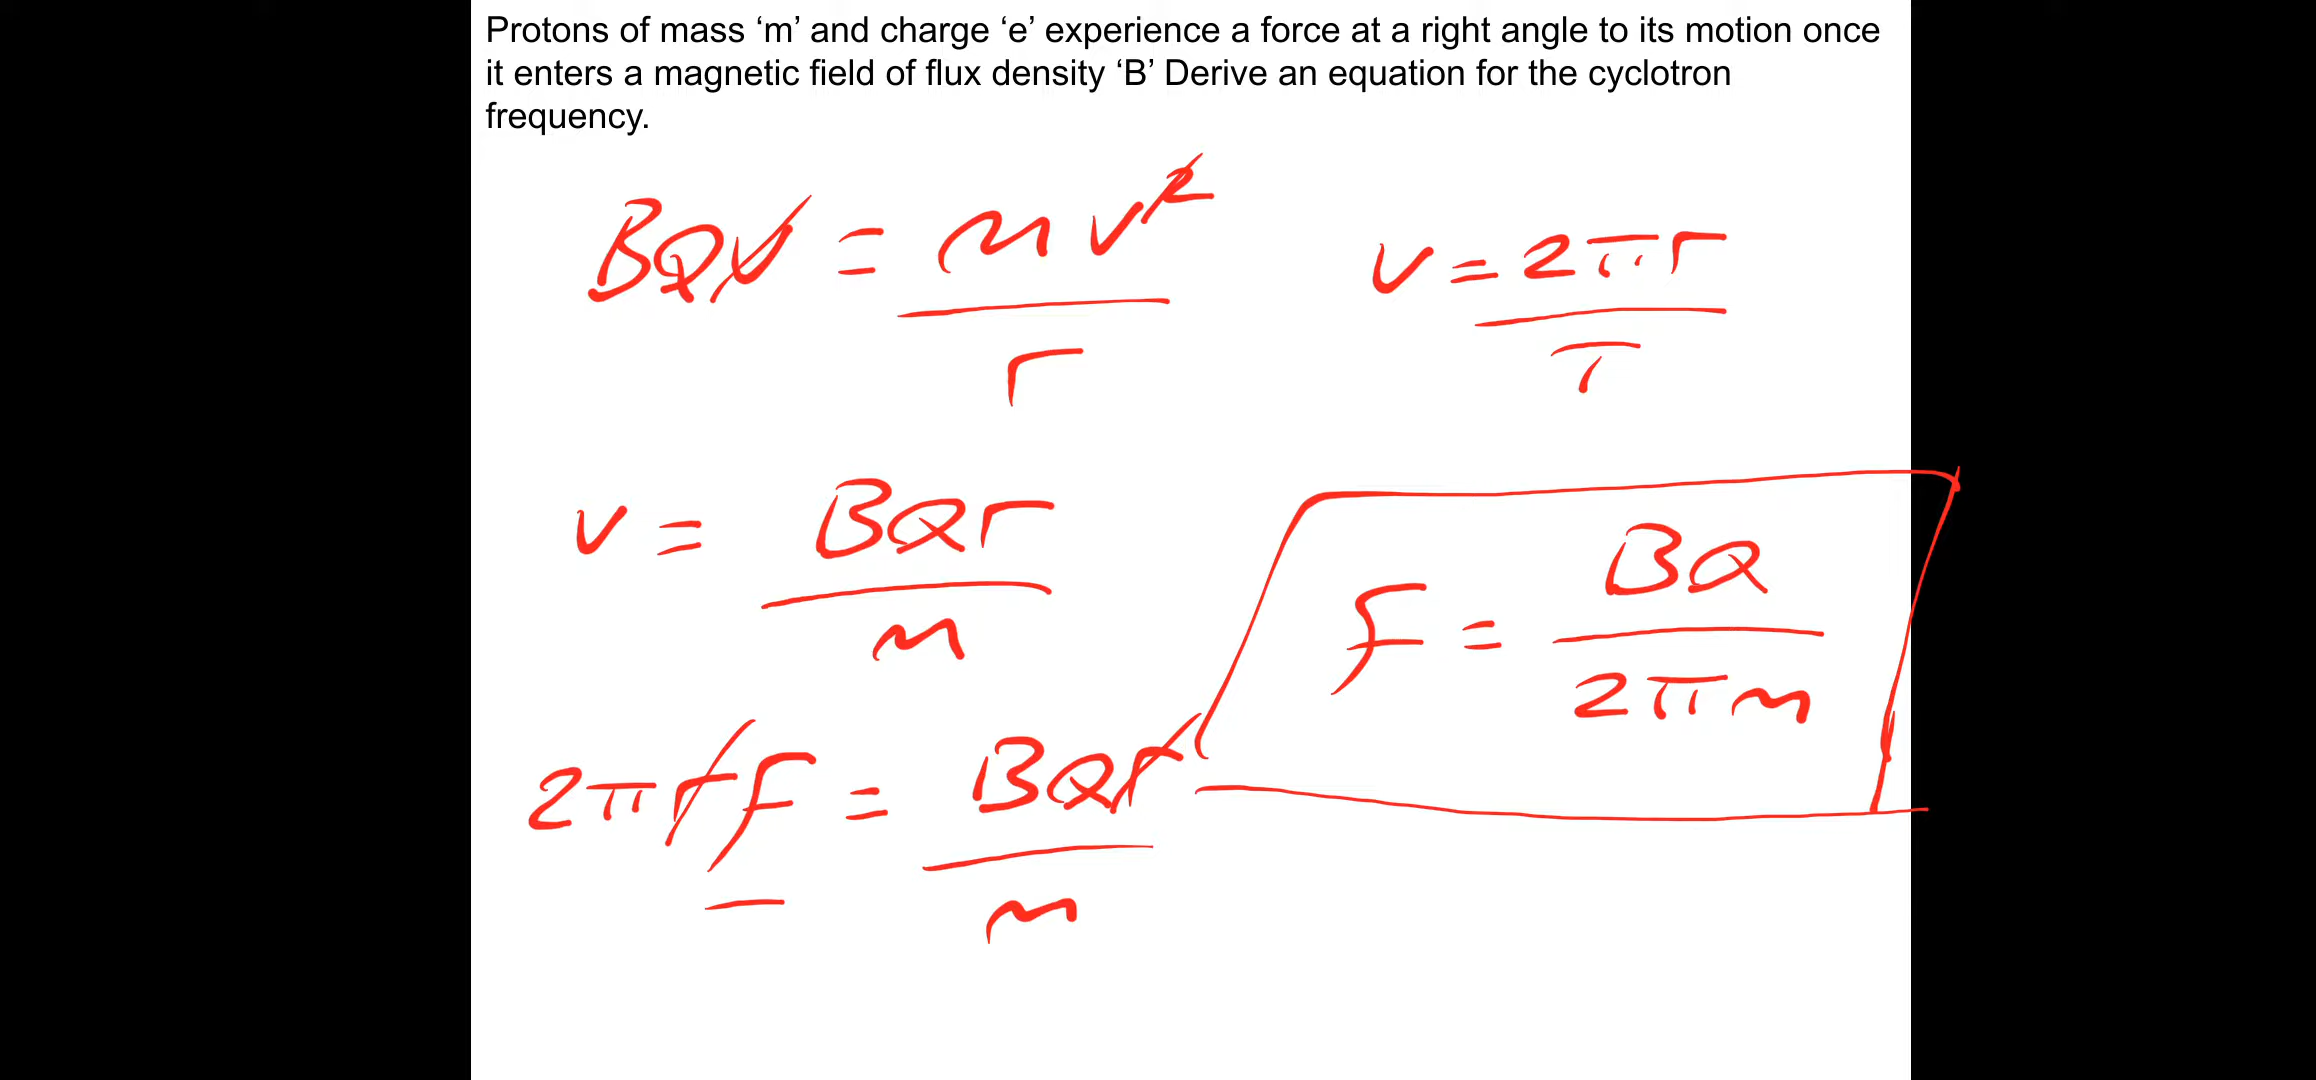 Protons of mass ‘m’ and charge ‘e’ experience a force at a right angle to its motion once
it enters a magnetic field of flux density ‘B’ Derive an equation for the cyclotron
frequency.
BQv = mv²/r
v = 2πr/T
v = BQr/m
f = BQ/2πm
2πrf = BQr/m